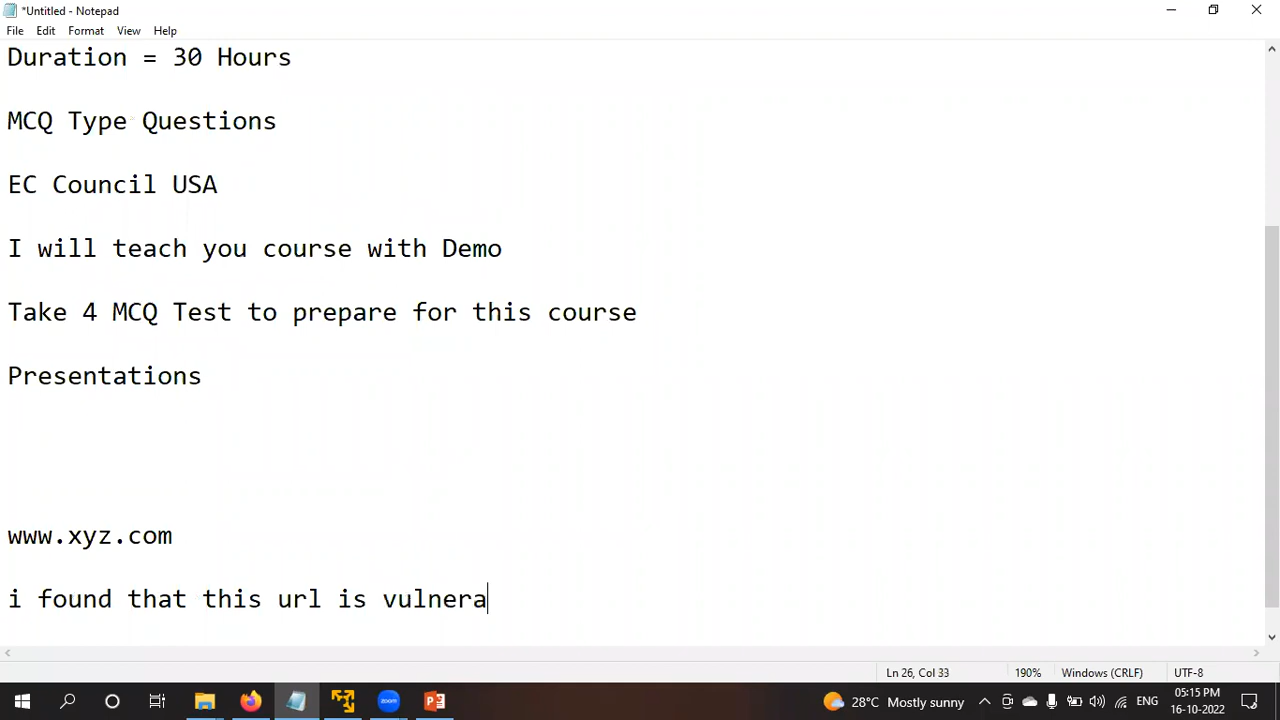 *Untitled - Notepad
File Edit Format View Help
Duration = 30 Hours
MCQ Type Questions
EC Council USA
I will teach you course with Demo
Take 4 MCQ Test to prepare for this course
Presentations
www.xyz.com
i found that this url is vulnera
Ln 26, Col 33 190% Windows (CRLF) UTF-8
zoom
28°C Mostly sunny ENG 05:15 PM
16-10-2022